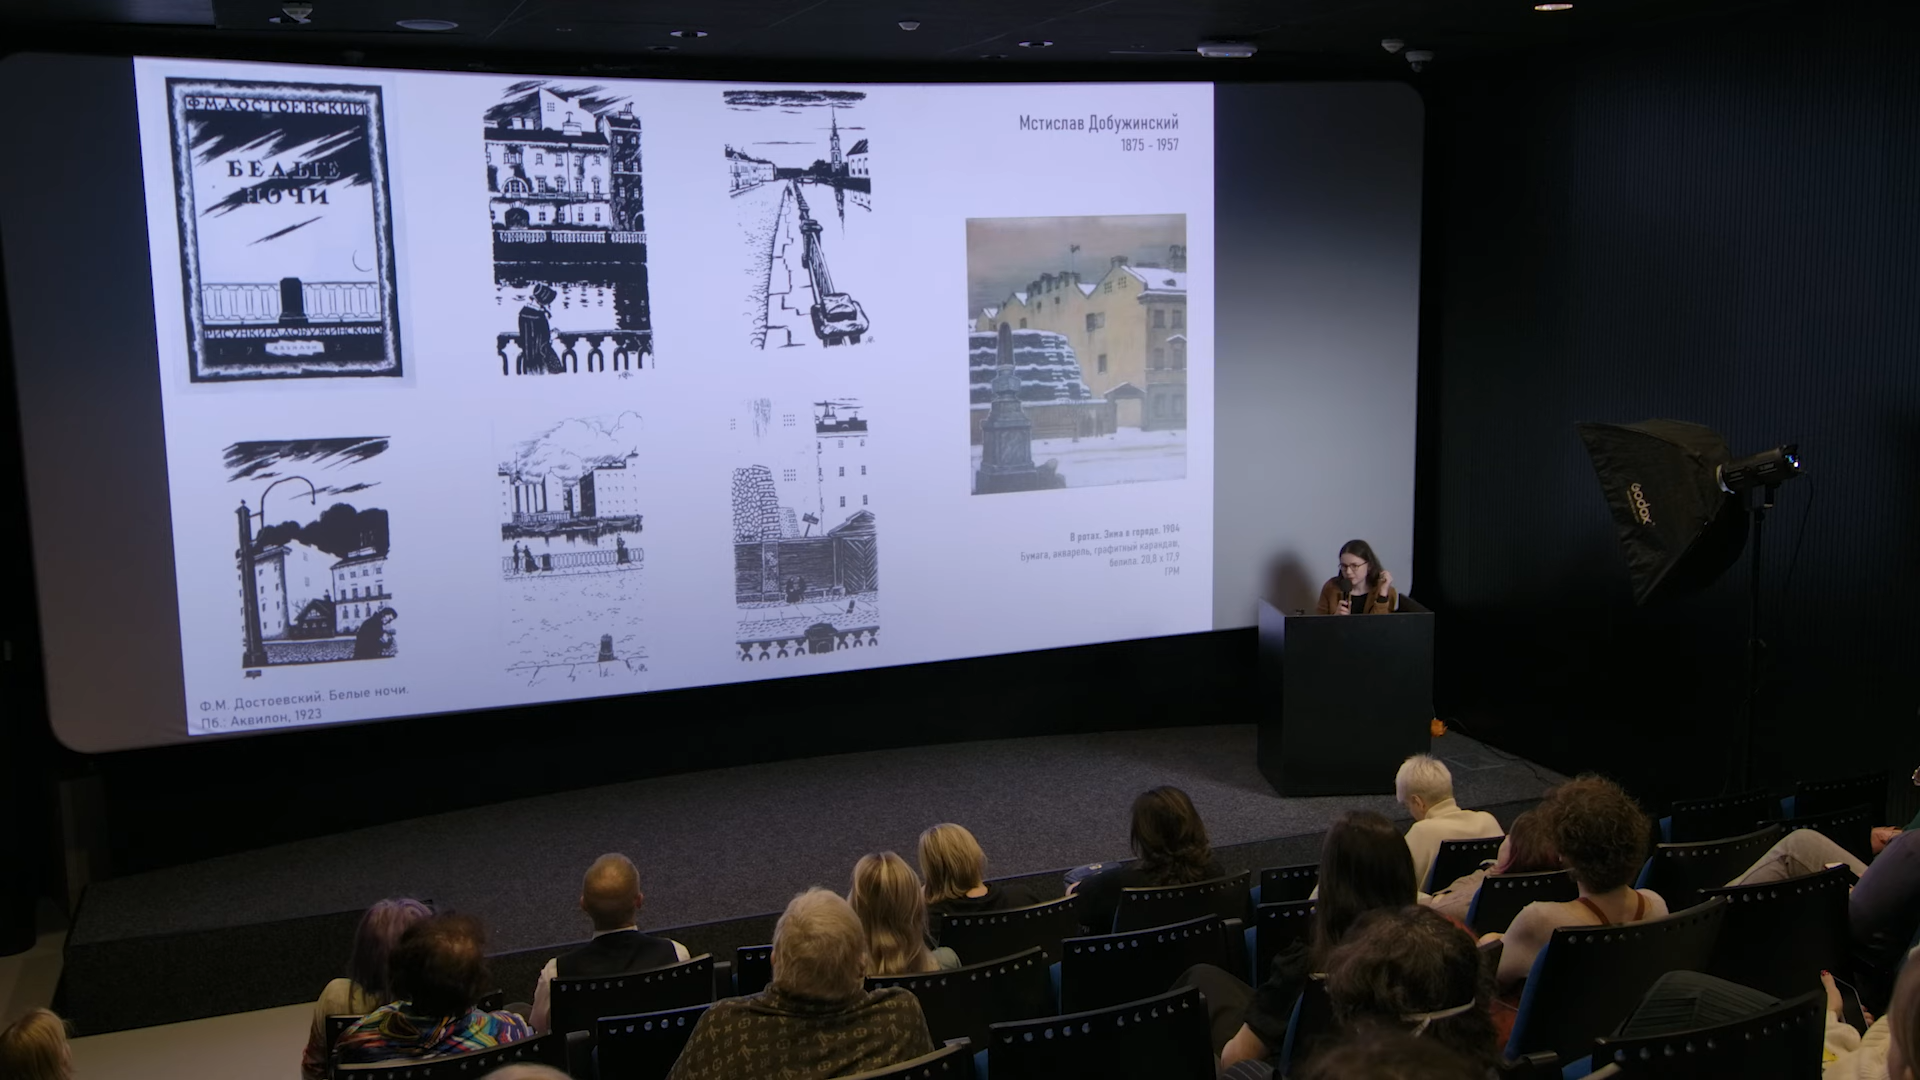 Ф.М.ДОСТОЕВСКИЙ
БЕЛЫЕ
НОЧИ
РИСУНКИ М.ДОБУЖИНСКОГО
АКВИЛОН
Ф.М. Достоевский. Белые ночи.
Пб.: Аквилон, 1923
Мстислав Добужинский
1875 - 1957
В ротах. Зима в городе. 1904
Бумага, акварель, графитный карандаш,
белила. 20,8 х 17,9
ГРМ
Godox